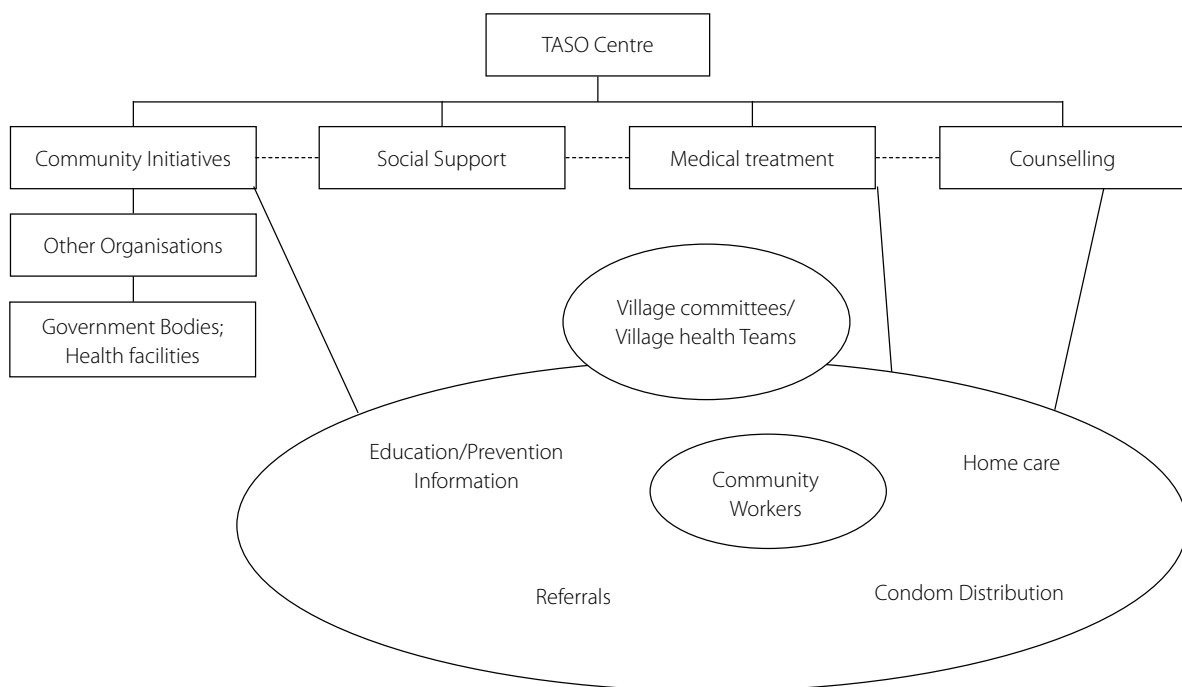 TASO Centre
Community Initiatives
Social Support
Medical treatment
Counselling
Other Organisations
Government Bodies;
Health facilities
Village committees/
Village health Teams
Education/Prevention
Information
Community
Workers
Home care
Referrals
Condom Distribution